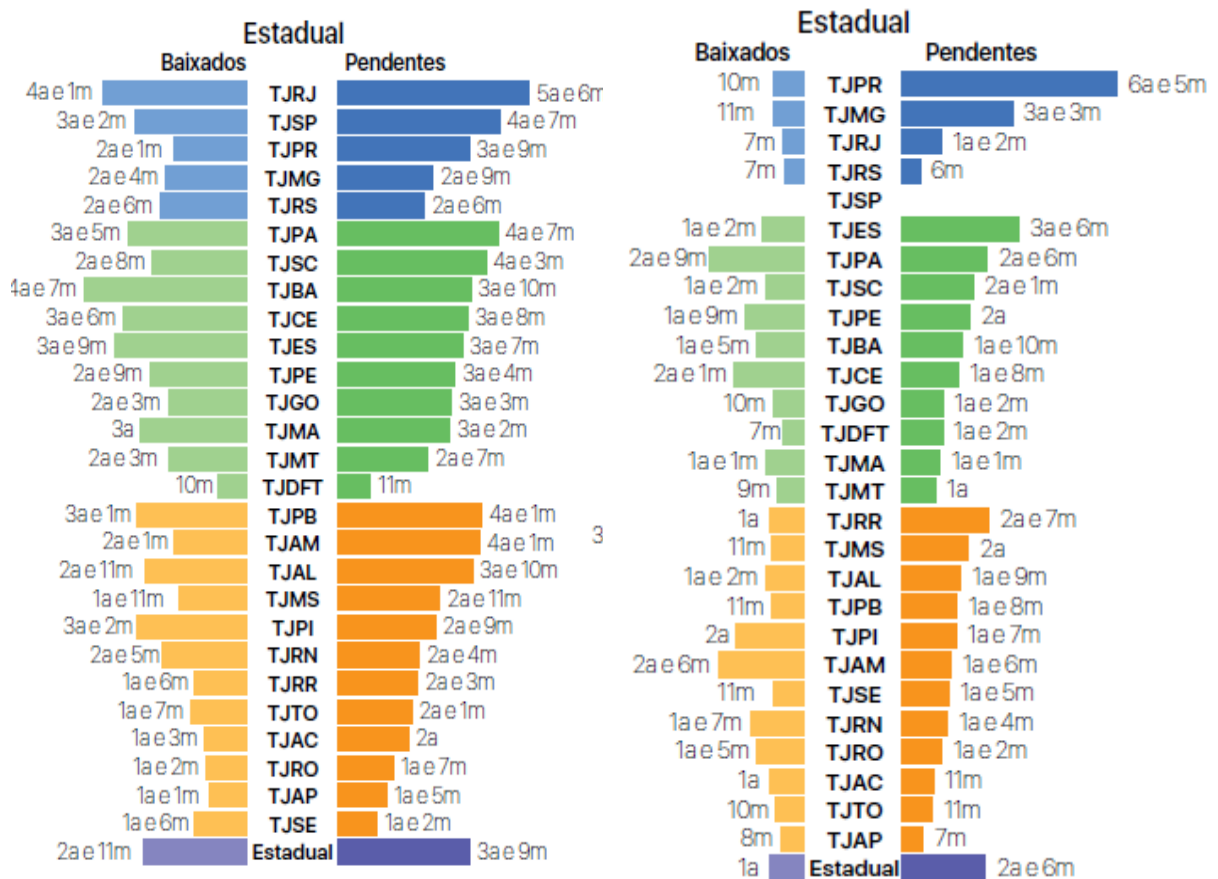 Estadual
Baixados Pendentes
4a e 1m TJRJ 5a e 6m
3a e 2m TJSP 4a e 7m
2a e 1m TJPR 3a e 9m
2a e 4m TJMG 2a e 9m
2a e 6m TJRS 2a e 6m
3a e 5m TJPA 4a e 7m
2a e 8m TJSC 4a e 3m
4a e 7m TJBA 3a e 10m
3a e 6m TJCE 3a e 8m
3a e 9m TJES 3a e 7m
2a e 9m TJPE 3a e 4m
2a e 3m TJGO 3a e 3m
3a TJMA 3a e 2m
2a e 3m TJMT 2a e 7m
10m TJDFT 11m
3a e 1m TJPB 4a e 1m
2a e 1m TJAM 4a e 1m
2a e 11m TJAL 3a e 10m
1a e 11m TJMS 2a e 11m
3a e 2m TJPI 2a e 9m
2a e 5m TJRN 2a e 4m
1a e 6m TJRR 2a e 3m
1a e 7m TJTO 2a e 1m
1a e 3m TJAC 2a
1a e 2m TJRO 1a e 7m
1a e 1m TJAP 1a e 5m
1a e 6m TJSE 1a e 2m
2a e 11m Estadual 3a e 9m
3
Estadual
Baixados Pendentes
10m TJPR 6a e 5m
11m TJMG 3a e 3m
7m TJRJ 1a e 2m
7m TJRS 6m
TJSP
1a e 2m TJES 3a e 6m
2a e 9m TJPA 2a e 6m
1a e 2m TJSC 2a e 1m
1a e 9m TJPE 2a
1a e 5m TJBA 1a e 10m
2a e 1m TJCE 1a e 8m
10m TJGO 1a e 2m
7m TJDFT 1a e 2m
1a e 1m TJMA 1a e 1m
9m TJMT 1a
1a TJRR 2a e 7m
11m TJMS 2a
1a e 2m TJAL 1a e 9m
11m TJPB 1a e 8m
2a TJPI 1a e 7m
2a e 6m TJAM 1a e 6m
11m TJSE 1a e 5m
1a e 7m TJRN 1a e 4m
1a e 5m TJRO 1a e 2m
1a TJAC 11m
10m TJTO 11m
8m TJAP 7m
1a Estadual 2a e 6m